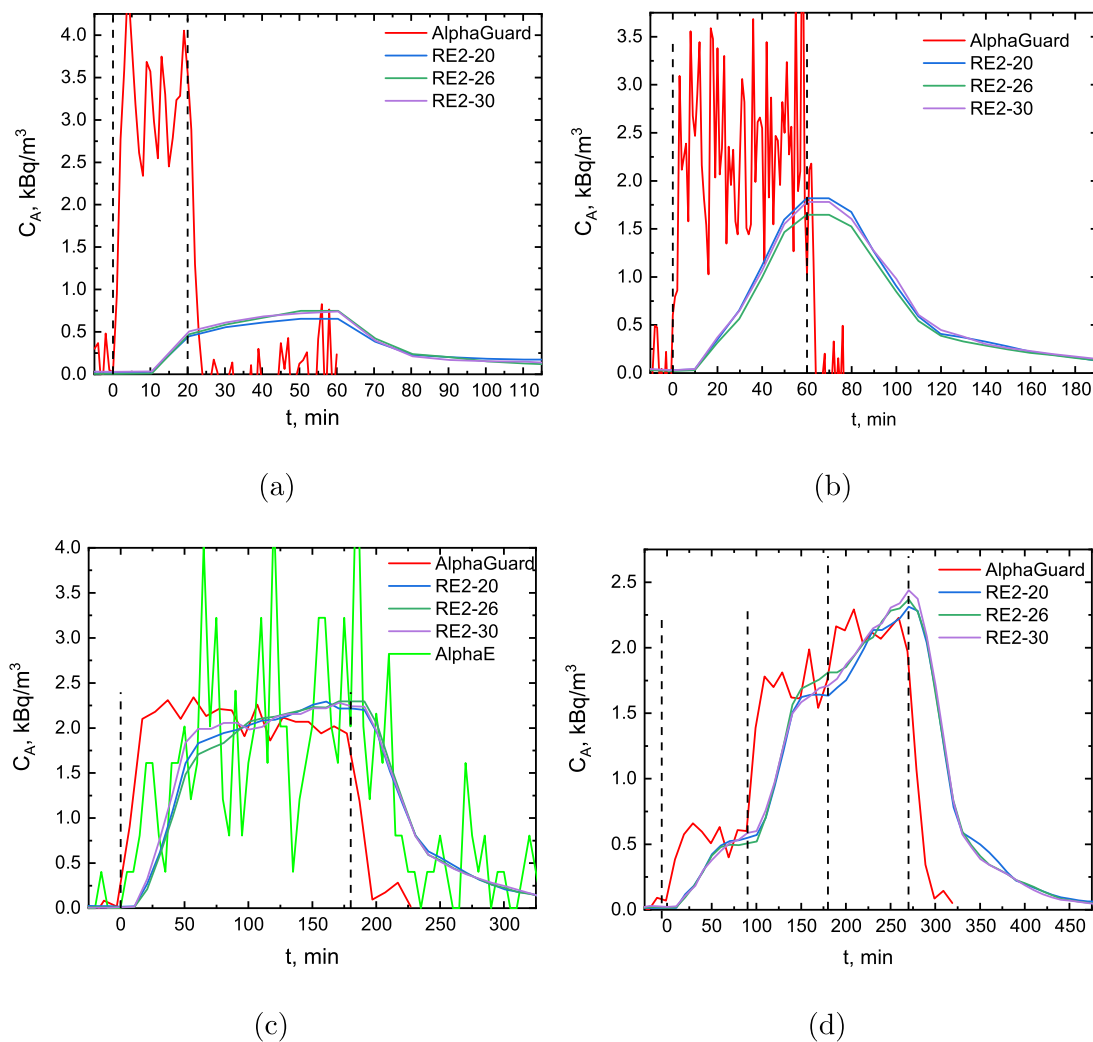 4.0
3.5
3.0
2.5
2.0
1.5
1.0
0.5
0.0
C_A, kBq/m³
AlphaGuard
RE2-20
RE2-26
RE2-30
0 10 20 30 40 50 60 70 80 90 100 110
t, min
(a)
3.5
3.0
2.5
2.0
1.5
1.0
0.5
0.0
C_A, kBq/m³
AlphaGuard
RE2-20
RE2-26
RE2-30
0 20 40 60 80 100 120 140 160 180
t, min
(b)
4.0
3.5
3.0
2.5
2.0
1.5
1.0
0.5
0.0
C_A, kBq/m³
AlphaGuard
RE2-20
RE2-26
RE2-30
AlphaE
0 50 100 150 200 250 300
t, min
(c)
2.5
2.0
1.5
1.0
0.5
0.0
C_A, kBq/m³
AlphaGuard
RE2-20
RE2-26
RE2-30
0 50 100 150 200 250 300 350 400 450
t, min
(d)